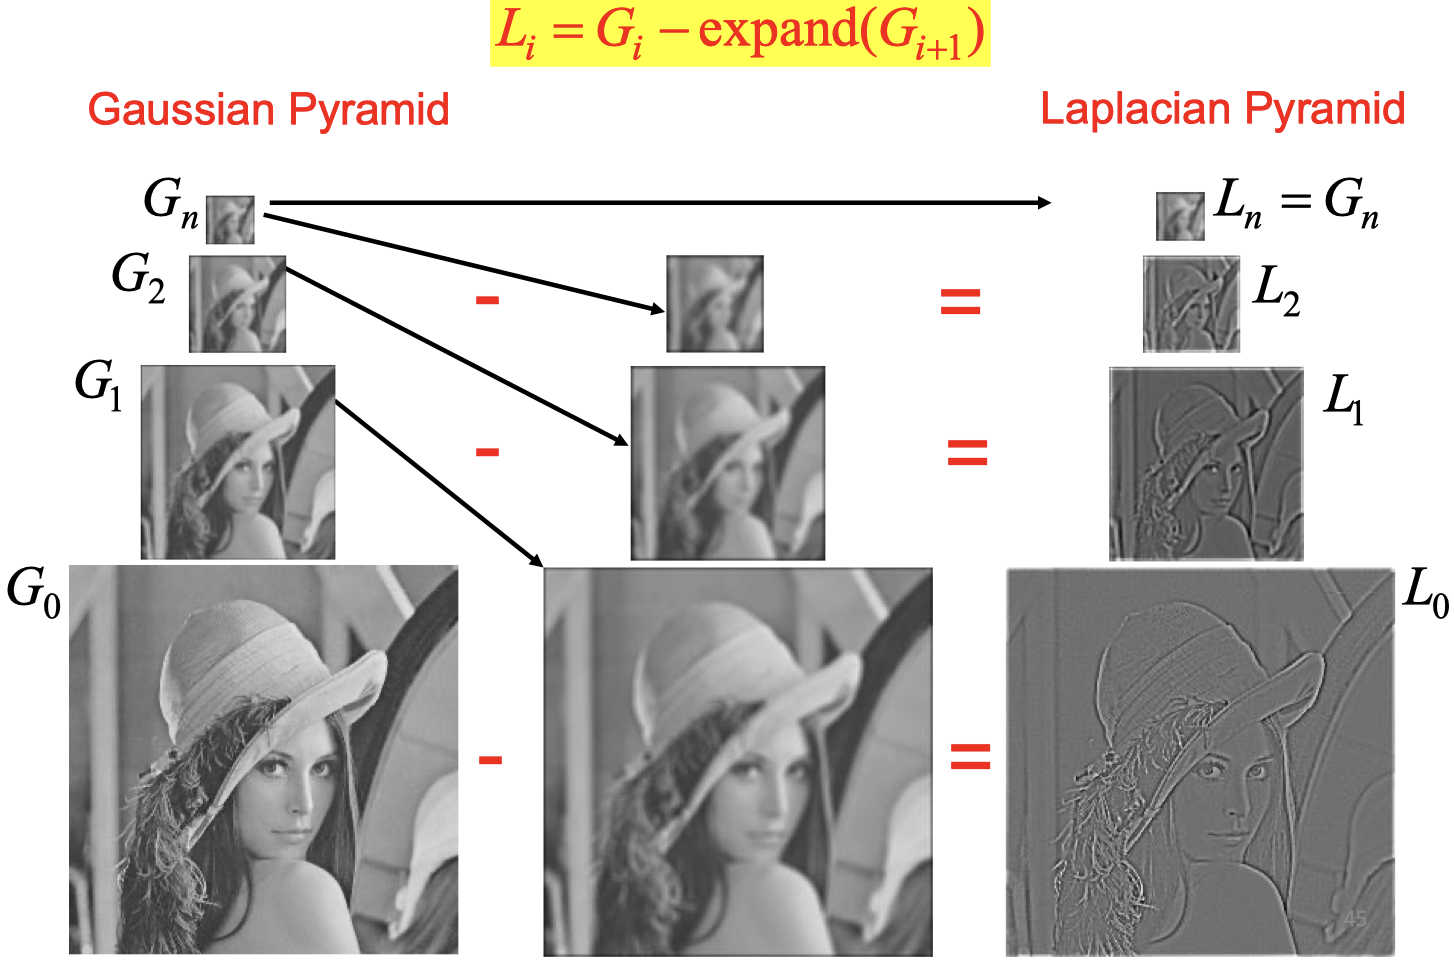 L_i = G_i − expand(G_{i+1})
Gaussian Pyramid
Laplacian Pyramid
G_n
L_n = G_n
G_2
-
=
L_2
G_1
-
=
L_1
G_0
-
=
L_0
45